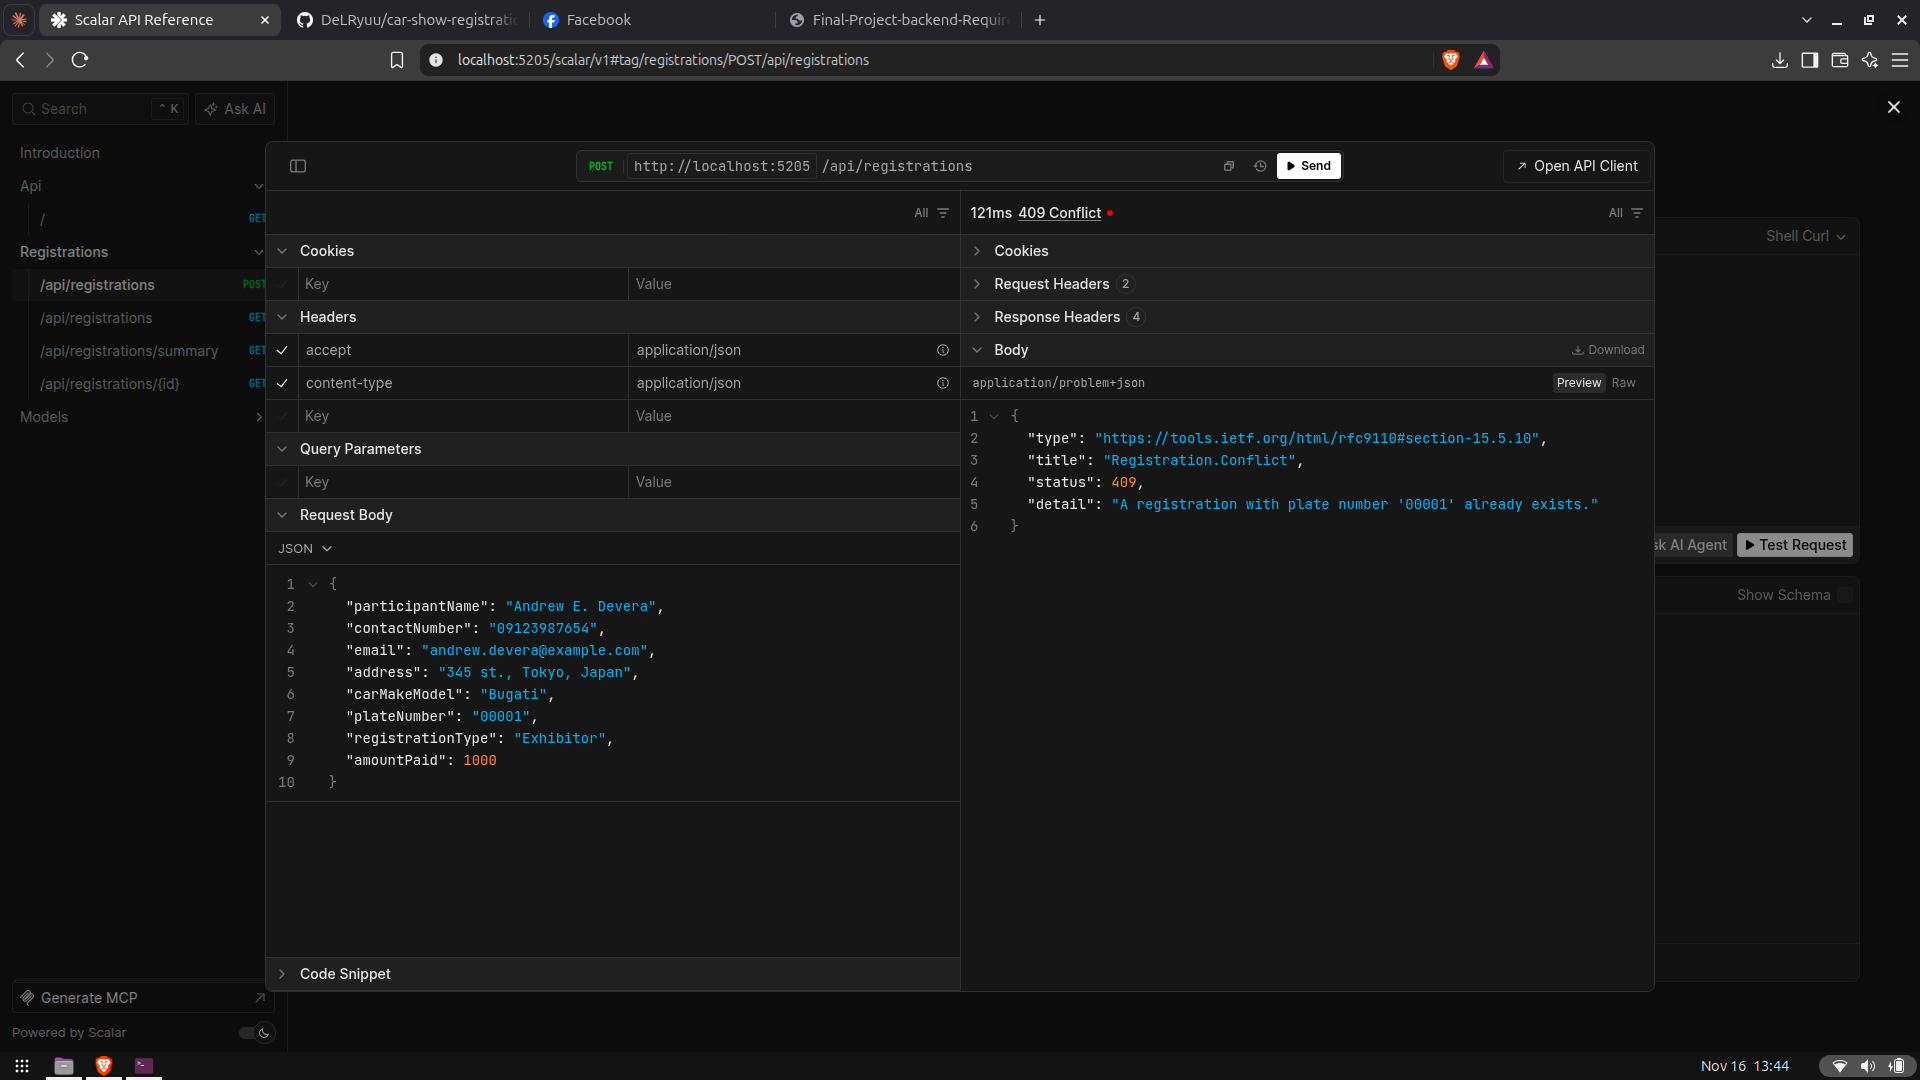 Scalar API Reference
DeLRyuu/car-show-registratio
Facebook
Final-Project-backend-Require
localhost:5205/scalar/v1#tag/registrations/POST/api/registrations
Search
⌃ K
Ask AI
Introduction
Api
/
GET
Registrations
/api/registrations
POST
/api/registrations
GET
/api/registrations/summary
GET
/api/registrations/{id}
GET
Models
Generate MCP
Powered by Scalar
POST
http://localhost:5205
/api/registrations
Send
Open API Client
All
Cookies
Key
Value
Headers
accept
application/json
content-type
application/json
Key
Value
Query Parameters
Key
Value
Request Body
JSON
1 {
2 "participantName": "Andrew E. Devera",
3 "contactNumber": "09123987654",
4 "email": "andrew.devera@example.com",
5 "address": "345 st., Tokyo, Japan",
6 "carMakeModel": "Bugati",
7 "plateNumber": "00001",
8 "registrationType": "Exhibitor",
9 "amountPaid": 1000
10 }
Code Snippet
121ms 409 Conflict
All
Cookies
Request Headers 2
Response Headers 4
Body
Download
application/problem+json
Preview
Raw
1 {
2 "type": "https://tools.ietf.org/html/rfc9110#section-15.5.10",
3 "title": "Registration.Conflict",
4 "status": 409,
5 "detail": "A registration with plate number '00001' already exists."
6 }
Shell Curl
sk AI Agent
Test Request
Show Schema
Nov 16 13:44